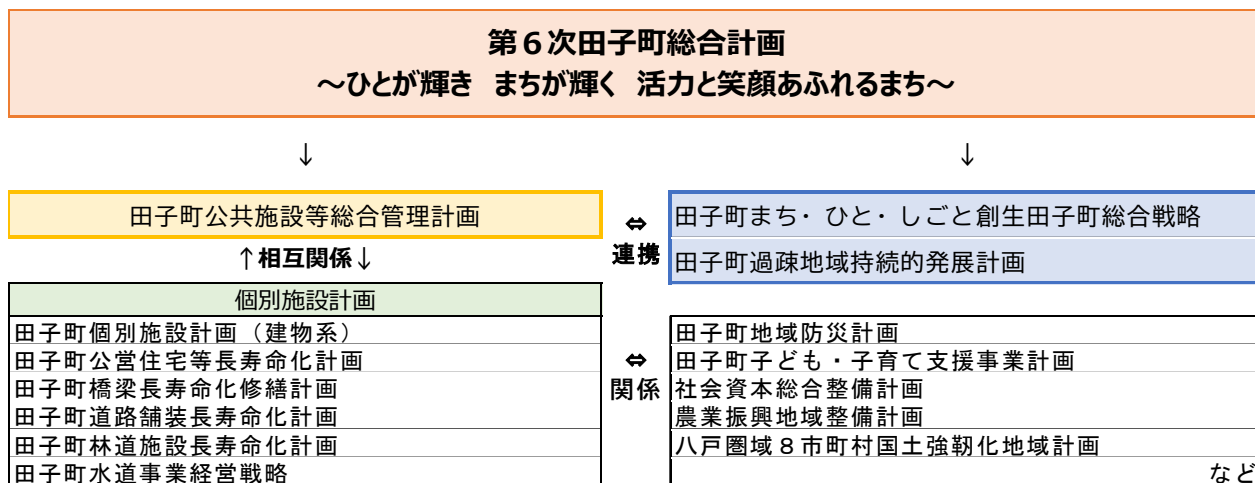 第６次田子町総合計画
～ひとが輝き　まちが輝く　活力と笑顔あふれるまち～
↓
↓
田子町公共施設等総合管理計画
↑相互関係↓
⇔
連携
田子町まち・ひと・しごと創生田子町総合戦略
田子町過疎地域持続的発展計画
個別施設計画
田子町個別施設計画（建物系）
田子町公営住宅等長寿命化計画
田子町橋梁長寿命化修繕計画
田子町道路舗装長寿命化計画
田子町林道施設長寿命化計画
田子町水道事業経営戦略
⇔
関係
田子町地域防災計画
田子町子ども・子育て支援事業計画
社会資本総合整備計画
農業振興地域整備計画
八戸圏域８市町村国土強靭化地域計画
など